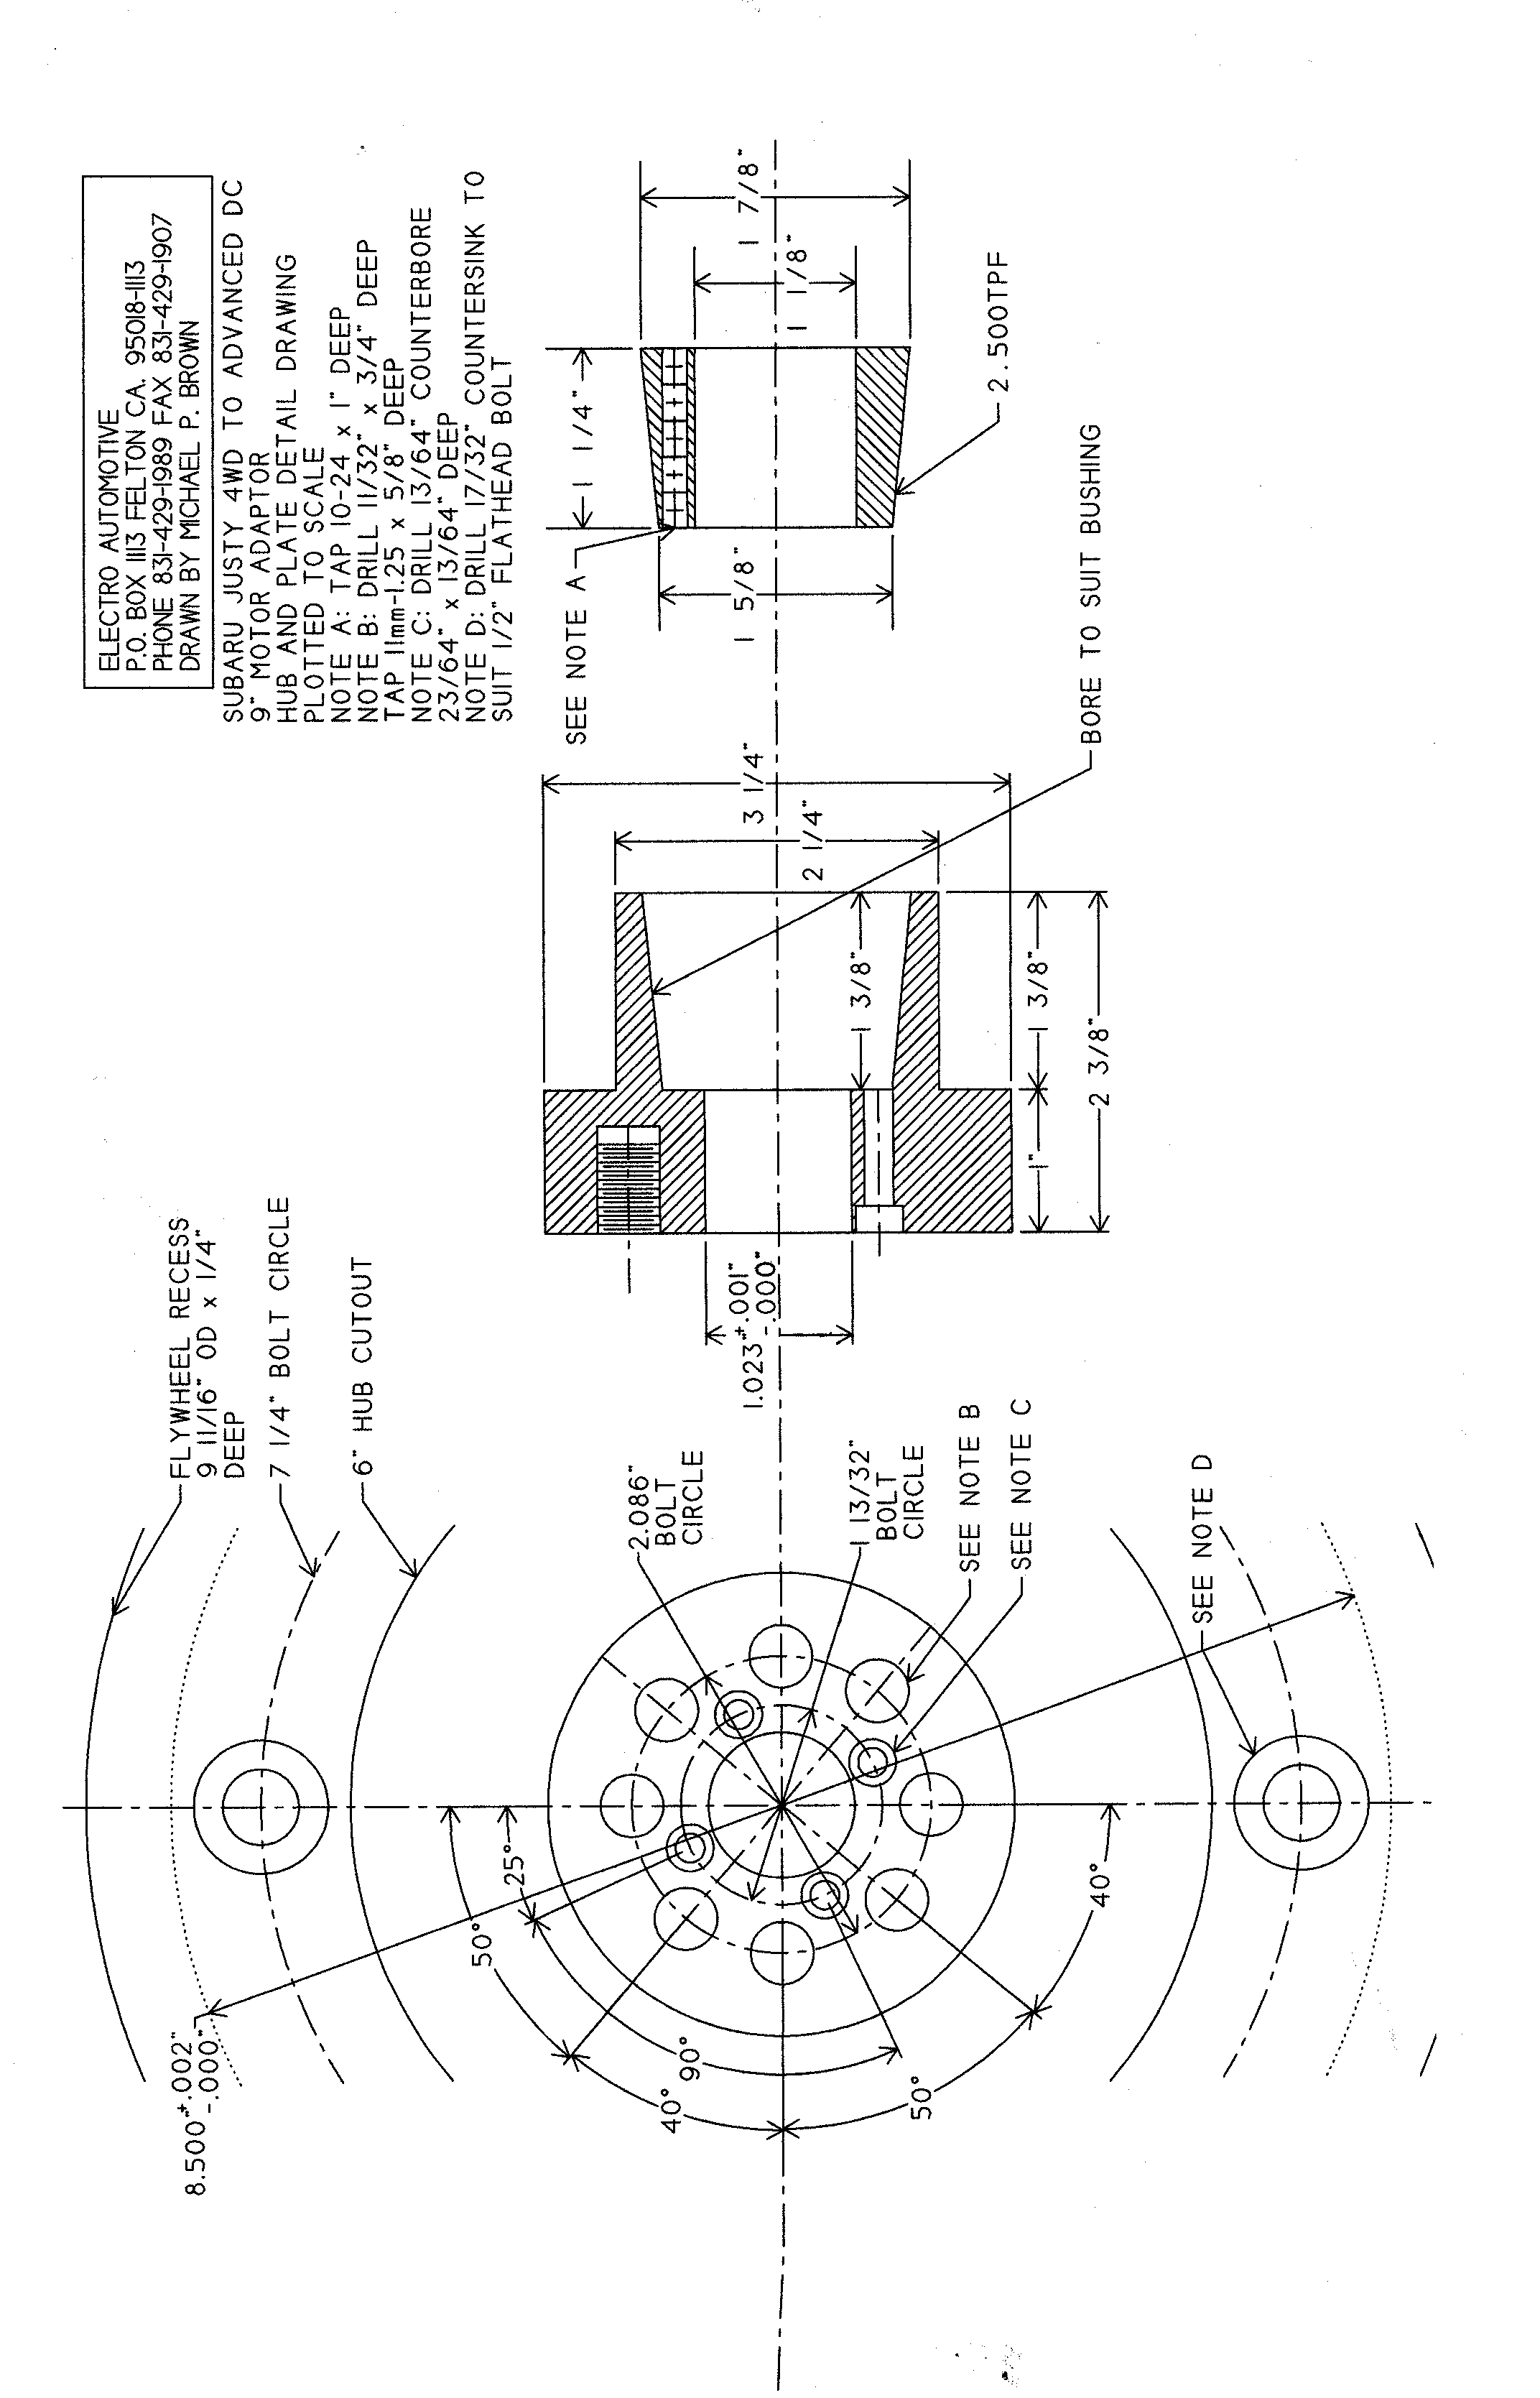 ELECTRO AUTOMOTIVE
P.O. BOX 1113 FELTON CA. 95018-1113
PHONE 831-429-1989 FAX 831-429-1907
DRAWN BY MICHAEL P. BROWN
SUBARU JUSTY 4WD TO ADVANCED DC
9" MOTOR ADAPTOR
HUB AND PLATE DETAIL DRAWING
PLOTTED TO SCALE
NOTE A: TAP 10-24 x 1" DEEP
NOTE B: DRILL 11/32" x 3/4" DEEP
TAP 11mm-1.25 x 5/8" DEEP
NOTE C: DRILL 13/64" COUNTERBORE
23/64" x 13/64" DEEP
NOTE D: DRILL 17/32" COUNTERSINK TO
SUIT 1/2" FLATHEAD BOLT
FLYWHEEL RECESS
9 11/16" OD x 1/4"
DEEP
7 1/4" BOLT CIRCLE
6" HUB CUTOUT
8.500"+.002"
-.000"
50°
25°
40°
90°
50°
40°
2.086"
BOLT
CIRCLE
1 13/32"
BOLT
CIRCLE
SEE NOTE B
SEE NOTE C
SEE NOTE D
1.023"+.001"
-.000"
3 1/4"
2 1/4"
1 3/8"
1 3/8"
1"
2 3/8"
BORE TO SUIT BUSHING
SEE NOTE A
1 1/4"
1 5/8"
1 7/8"
1 1/8"
2.500TPF